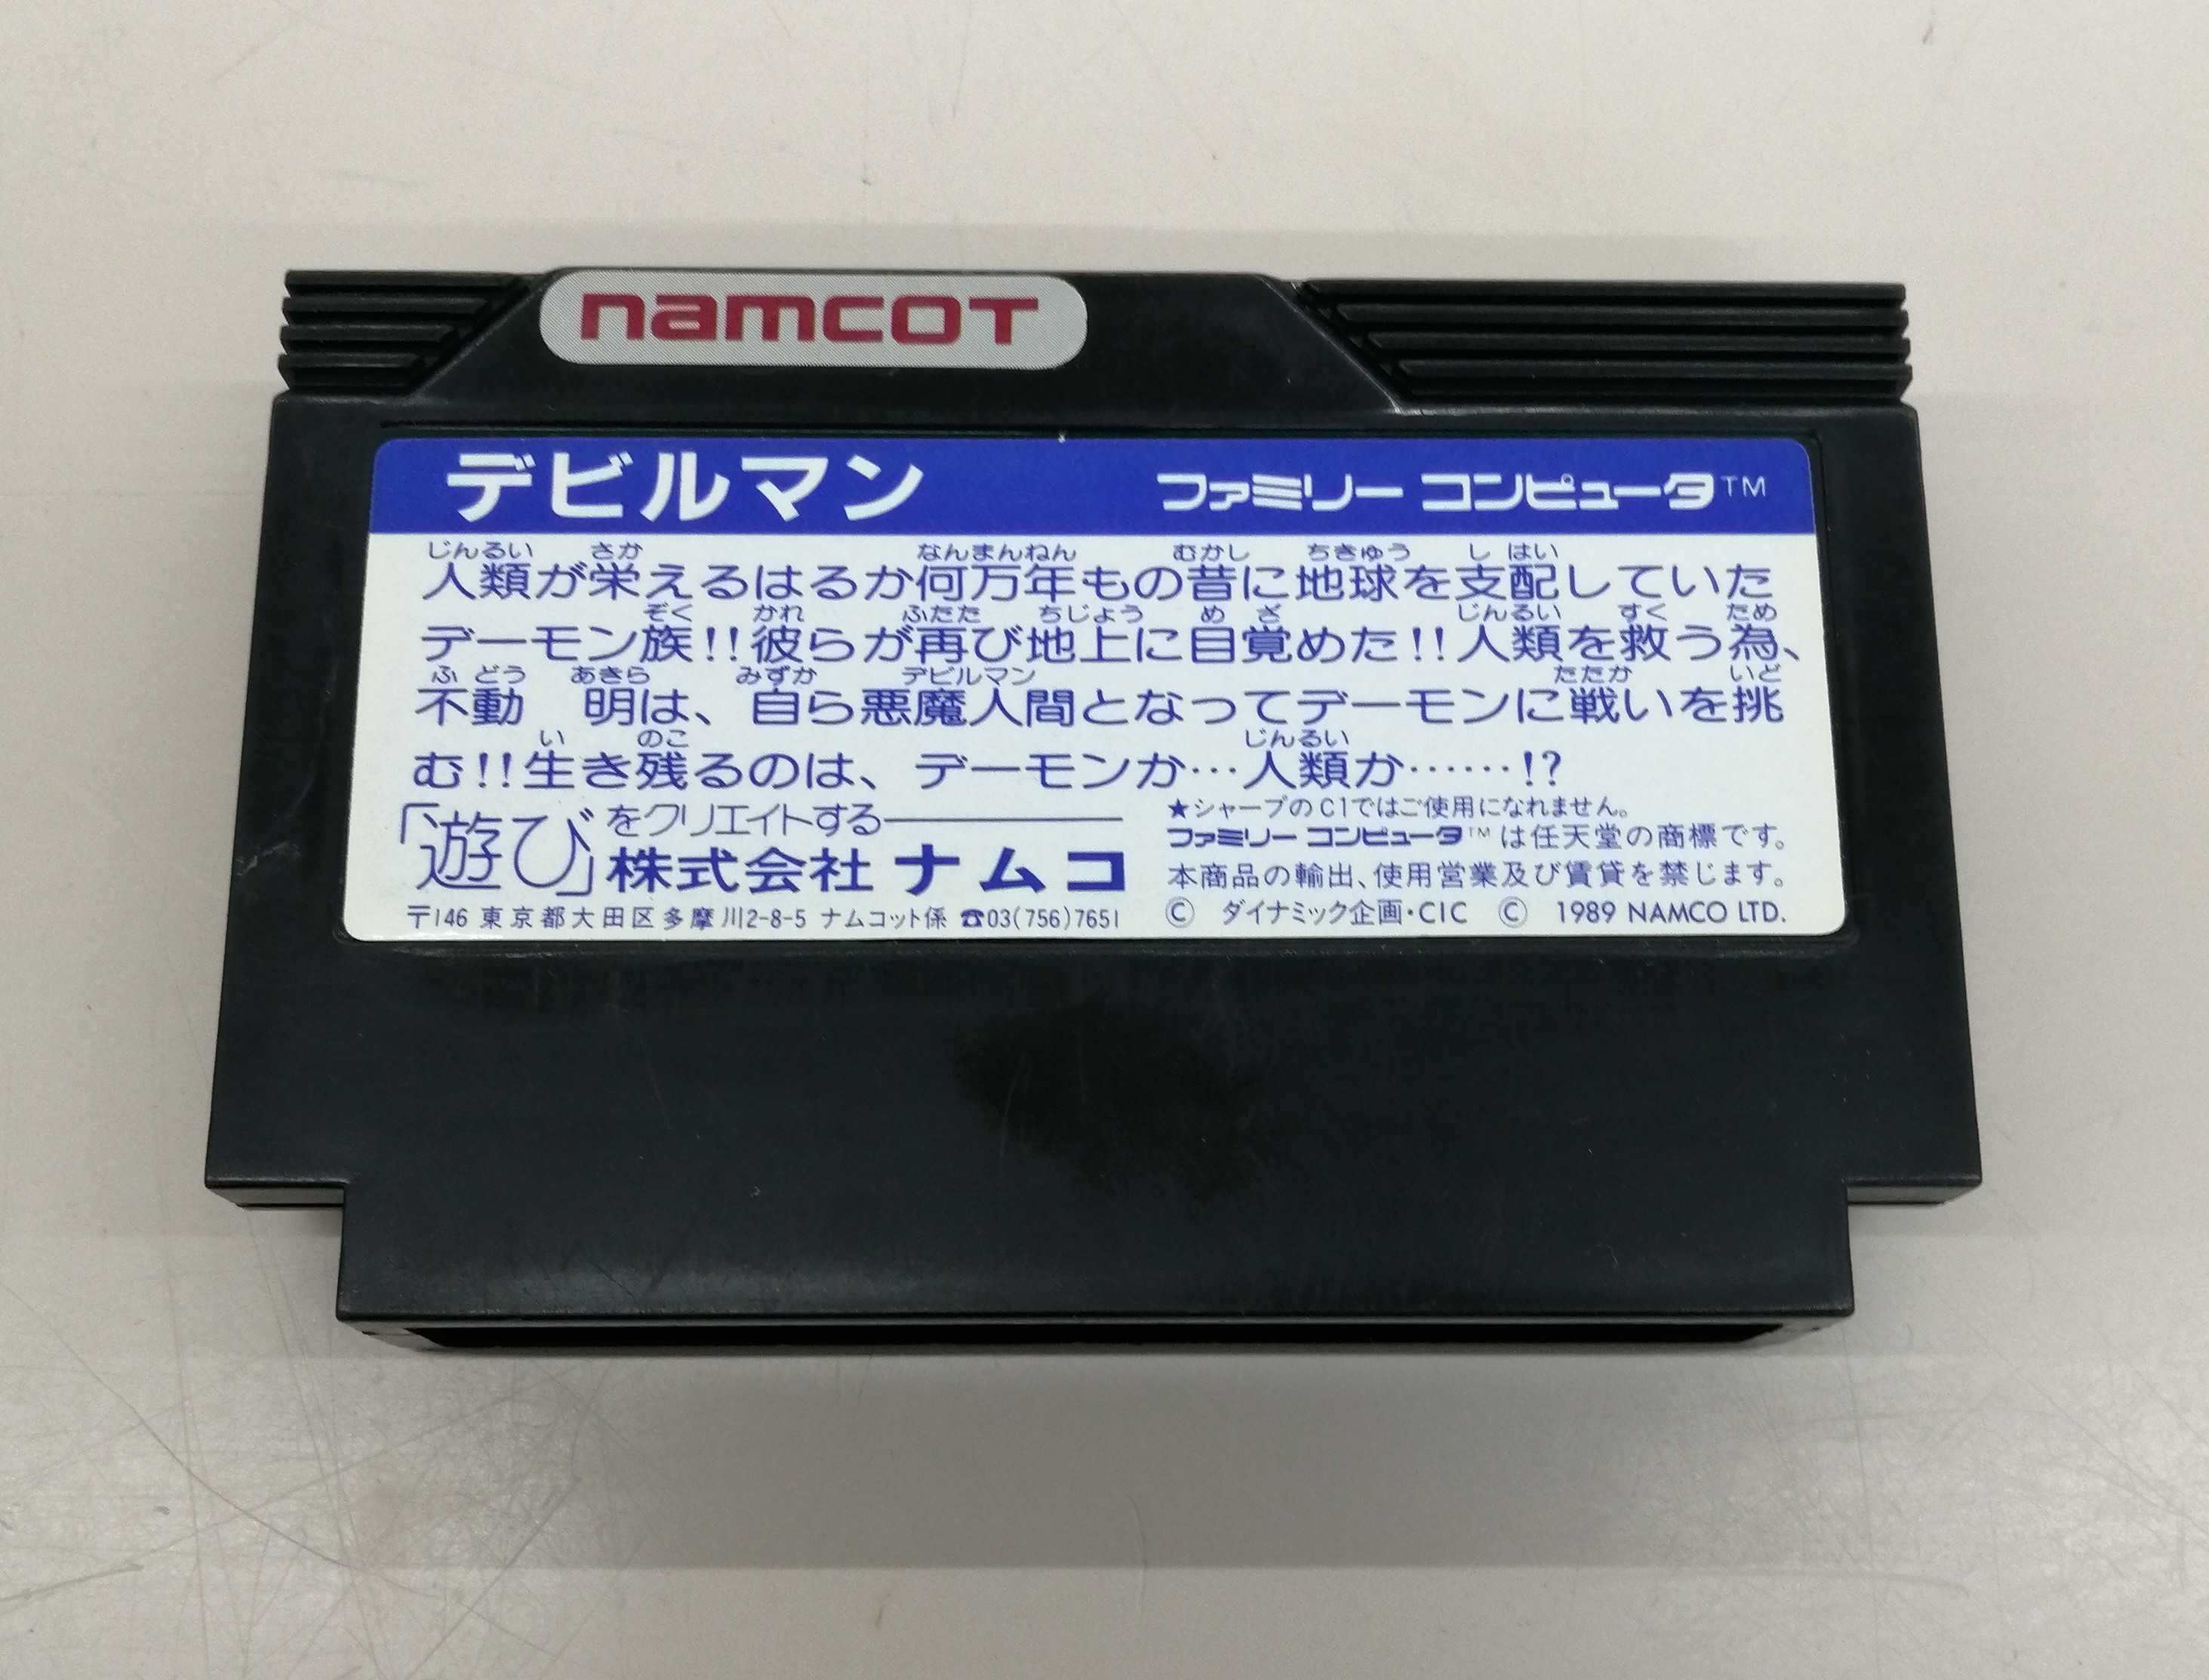 namcot
デビルマン ファミリー コンピュータTM
じんるい さか なんまんねん むかし ちきゅう し はい
人類が栄えるはるか何万年もの昔に地球を支配していた
ぞく かれ ふたた ちじょう め ざ じんるい すく ため
デーモン族!!彼らが再び地上に目覚めた!!人類を救う為、
ふ どう あきら みずか デビルマン たたか いど
不動 明は、自ら悪魔人間となってデーモンに戦いを挑
い のこ じんるい
む!!生き残るのは、デーモンか…人類か……!?
「遊び」をクリエイトする――
株式会社 ナムコ
〒146 東京都大田区多摩川2-8-5 ナムコット係 ☎03(756)7651
★シャープのC1ではご使用になれません。
ファミリー コンピュータTMは任天堂の商標です。
本商品の輸出、使用営業及び賃貸を禁じます。
© ダイナミック企画・CIC © 1989 NAMCO LTD.